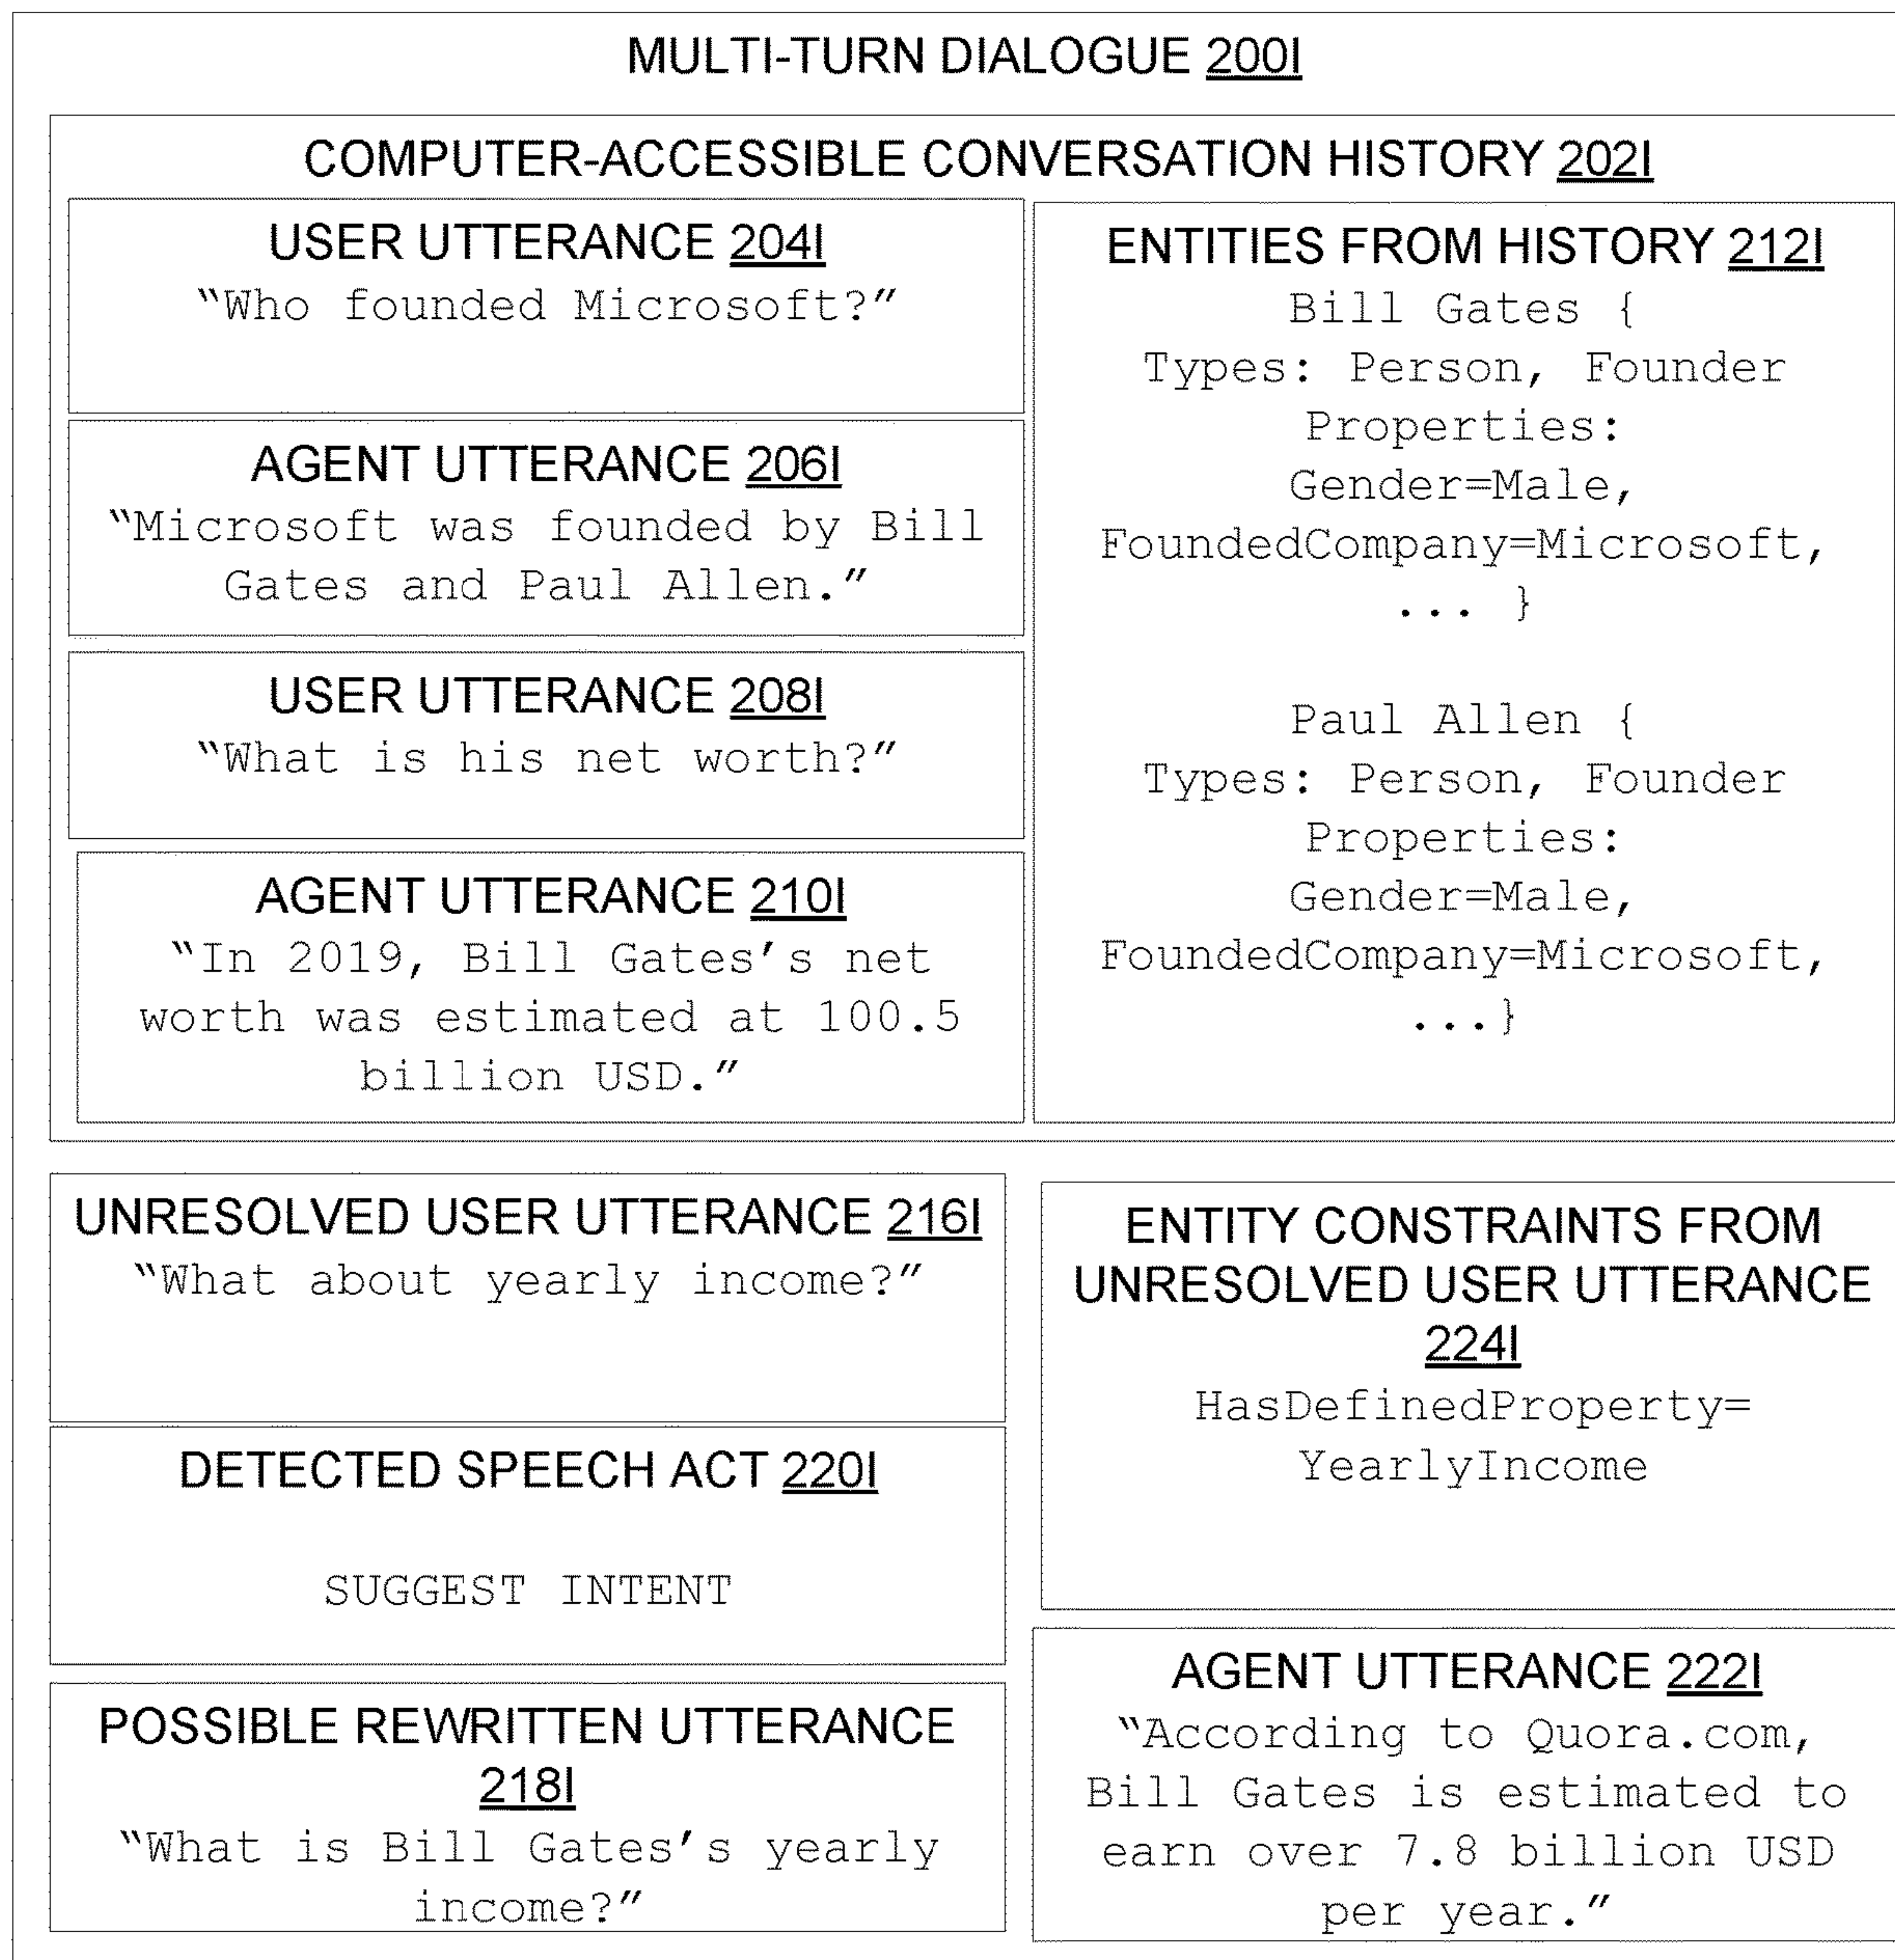 MULTI-TURN DIALOGUE 200I
COMPUTER-ACCESSIBLE CONVERSATION HISTORY 202I
USER UTTERANCE 204I
“Who founded Microsoft?”
AGENT UTTERANCE 206I
“Microsoft was founded by Bill
Gates and Paul Allen.”
USER UTTERANCE 208I
“What is his net worth?”
AGENT UTTERANCE 210I
“In 2019, Bill Gates’s net
worth was estimated at 100.5
billion USD.”
ENTITIES FROM HISTORY 212I
Bill Gates {
Types: Person, Founder
Properties:
Gender=Male,
FoundedCompany=Microsoft,
... }
Paul Allen {
Types: Person, Founder
Properties:
Gender=Male,
FoundedCompany=Microsoft,
...}
UNRESOLVED USER UTTERANCE 216I
“What about yearly income?”
DETECTED SPEECH ACT 220I
SUGGEST INTENT
POSSIBLE REWRITTEN UTTERANCE
218I
“What is Bill Gates’s yearly
income?”
ENTITY CONSTRAINTS FROM
UNRESOLVED USER UTTERANCE
224I
HasDefinedProperty=
YearlyIncome
AGENT UTTERANCE 222I
“According to Quora.com,
Bill Gates is estimated to
earn over 7.8 billion USD
per year.”